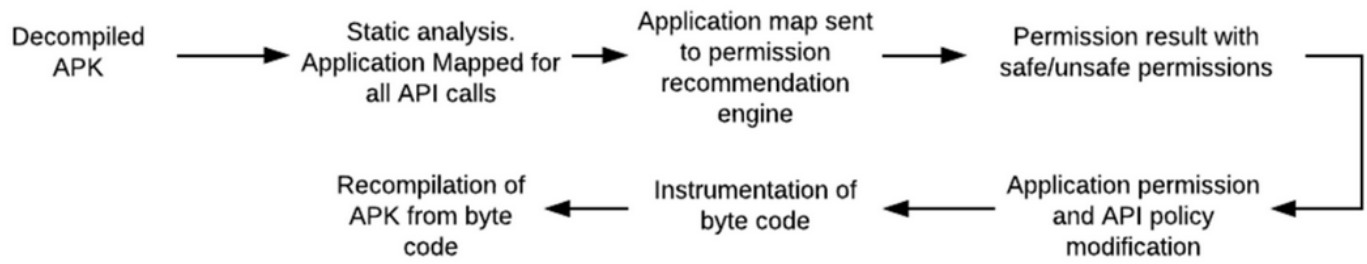 Decompiled
APK
Static analysis.
Application Mapped for
all API calls
Application map sent
to permission
recommendation
engine
Permission result with
safe/unsafe permissions
Application permission
and API policy
modification
Instrumentation of
byte code
Recompilation of
APK from byte
code